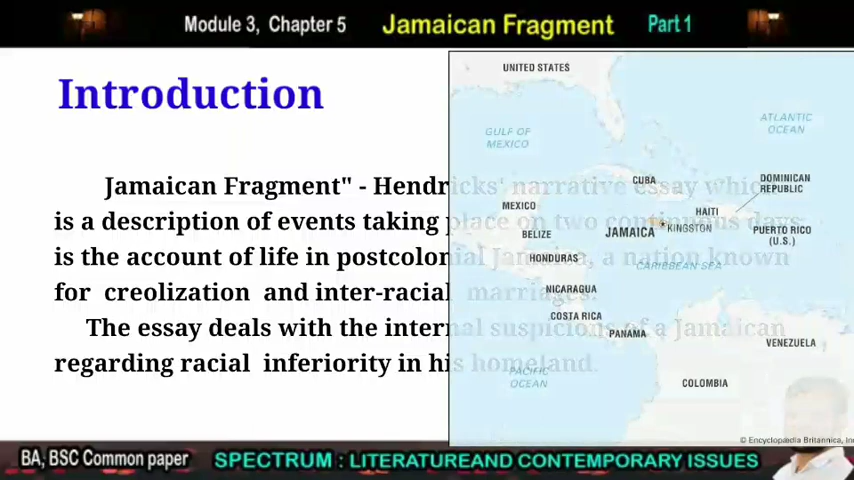 Module 3, Chapter 5 Jamaican Fragment Part 1
Introduction
Jamaican Fragment" - Hendricks' narrative essay which
is a description of events taking place on two continuous days
is the account of life in postcolonial Jamaica, a nation known
for creolization and inter-racial marriages.
The essay deals with the internal suspicions of a Jamaican
regarding racial inferiority in his homeland.
UNITED STATES
GULF OF
MEXICO
ATLANTIC
OCEAN
CUBA
DOMINICAN
REPUBLIC
MEXICO
HAITI
JAMAICA
KINGSTON
PUERTO RICO
(U.S.)
BELIZE
HONDURAS
CARIBBEAN SEA
NICARAGUA
COSTA RICA
PANAMA
VENEZUELA
PACIFIC
OCEAN
COLOMBIA
© Encyclopædia Britannica, Inc
BA, BSC Common paper SPECTRUM : LITERATUREAND CONTEMPORARY ISSUES